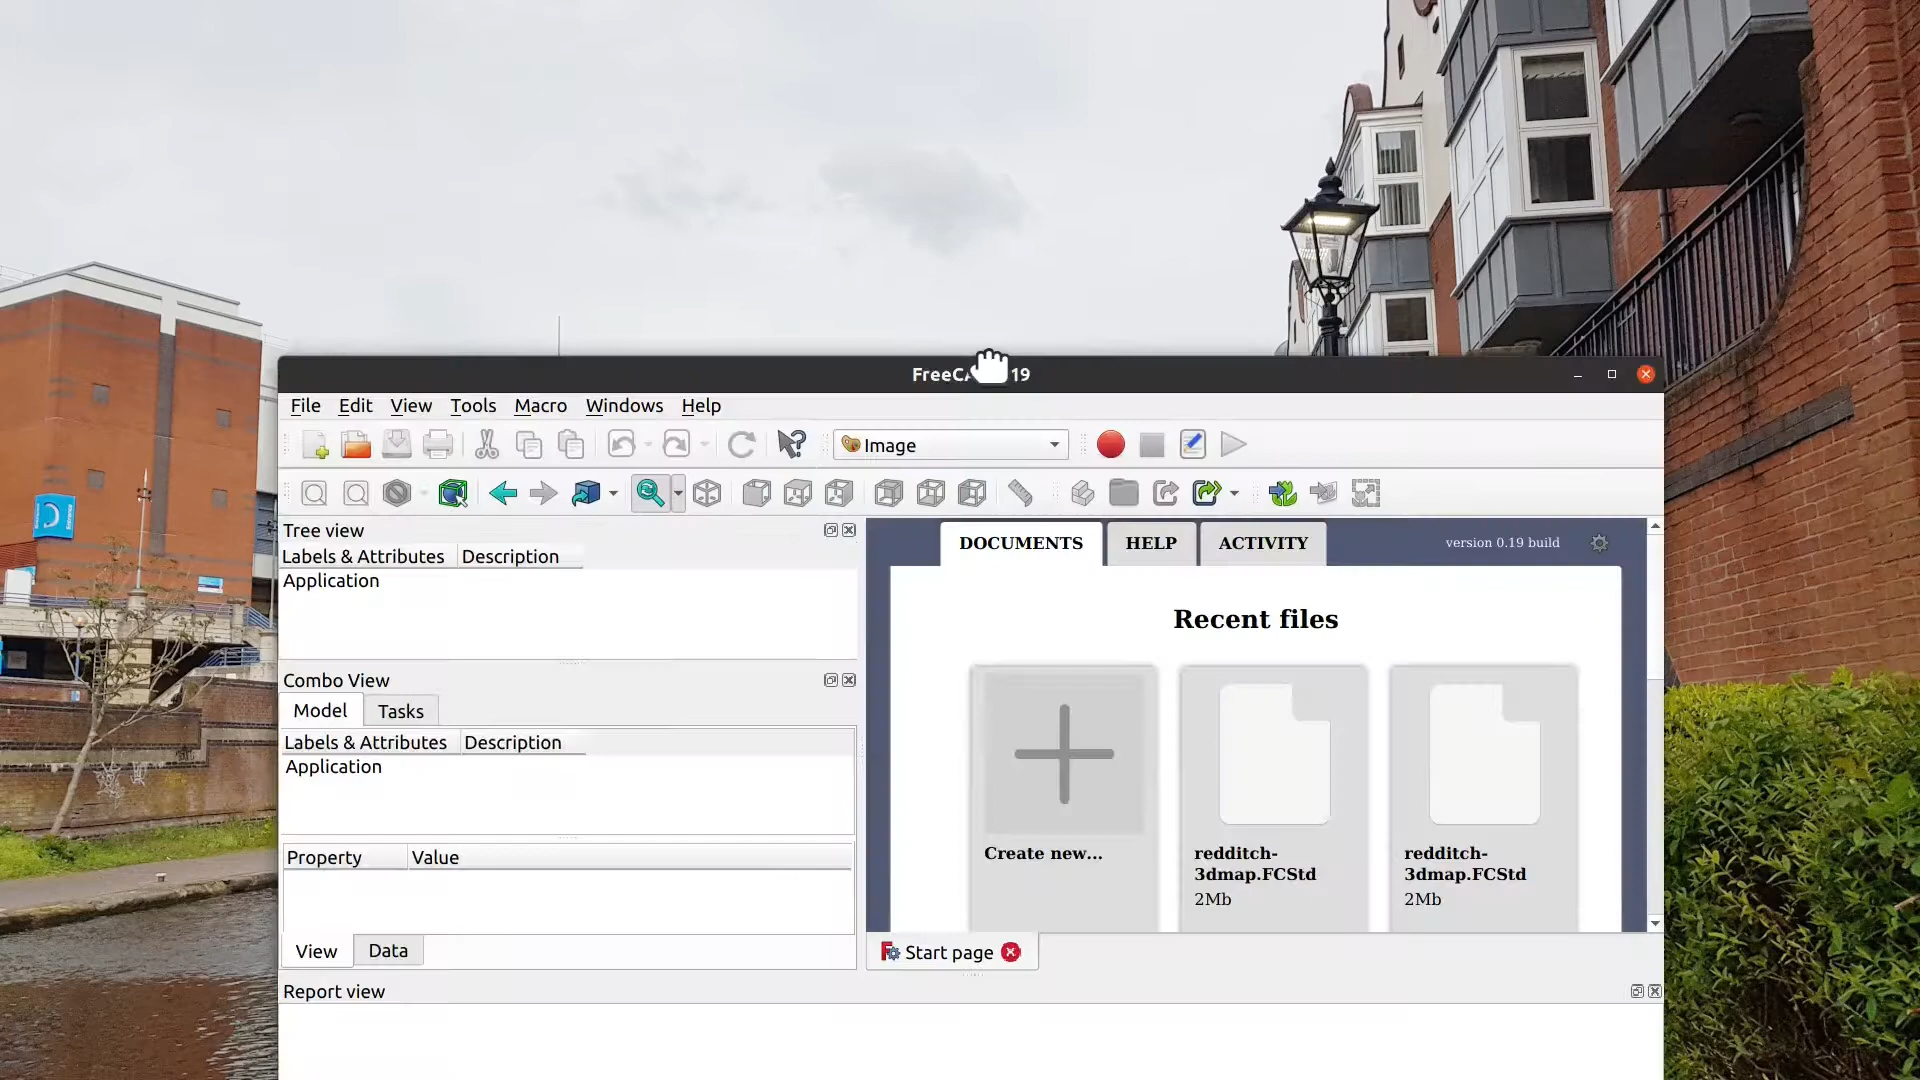 FreeCA 19
File Edit View Tools Macro Windows Help
Image
Tree view
Labels & Attributes Description
Application
Combo View
Model Tasks
Labels & Attributes Description
Application
Property Value
View Data
DOCUMENTS HELP ACTIVITY version 0.19 build
Recent files
Create new...
redditch-
3dmap.FCStd
2Mb
redditch-
3dmap.FCStd
2Mb
Start page
Report view